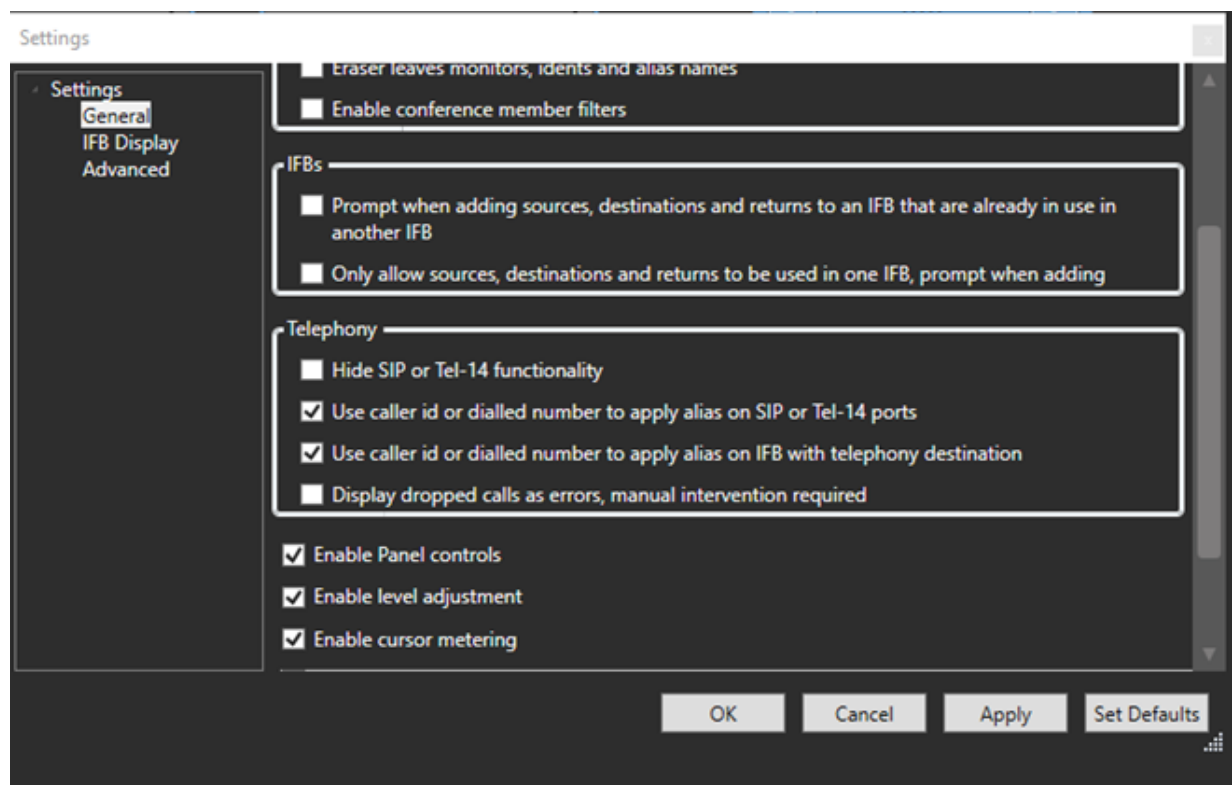 Settings
Settings
General
IFB Display
Advanced
Eraser leaves monitors, idents and alias names
Enable conference member filters
IFBs
Prompt when adding sources, destinations and returns to an IFB that are already in use in
another IFB
Only allow sources, destinations and returns to be used in one IFB, prompt when adding
Telephony
Hide SIP or Tel-14 functionality
Use caller id or dialled number to apply alias on SIP or Tel-14 ports
Use caller id or dialled number to apply alias on IFB with telephony destination
Display dropped calls as errors, manual intervention required
Enable Panel controls
Enable level adjustment
Enable cursor metering
OK
Cancel
Apply
Set Defaults